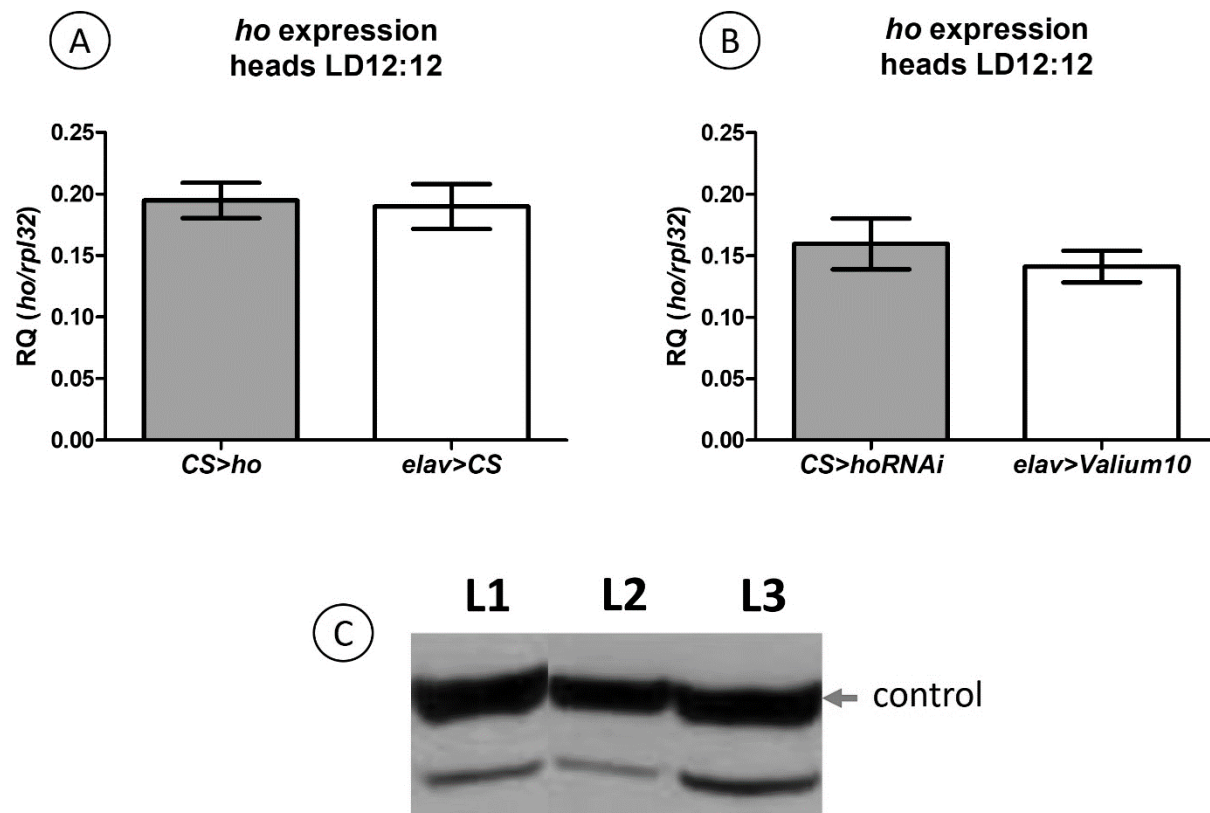 A
ho expression
heads LD12:12
RQ (ho/rpl32)
0.25
0.20
0.15
0.10
0.05
0.00
CS>ho
elav>CS
B
ho expression
heads LD12:12
RQ (ho/rpl32)
0.25
0.20
0.15
0.10
0.05
0.00
CS>hoRNAi
elav>Valium10
C
L1 L2 L3
control